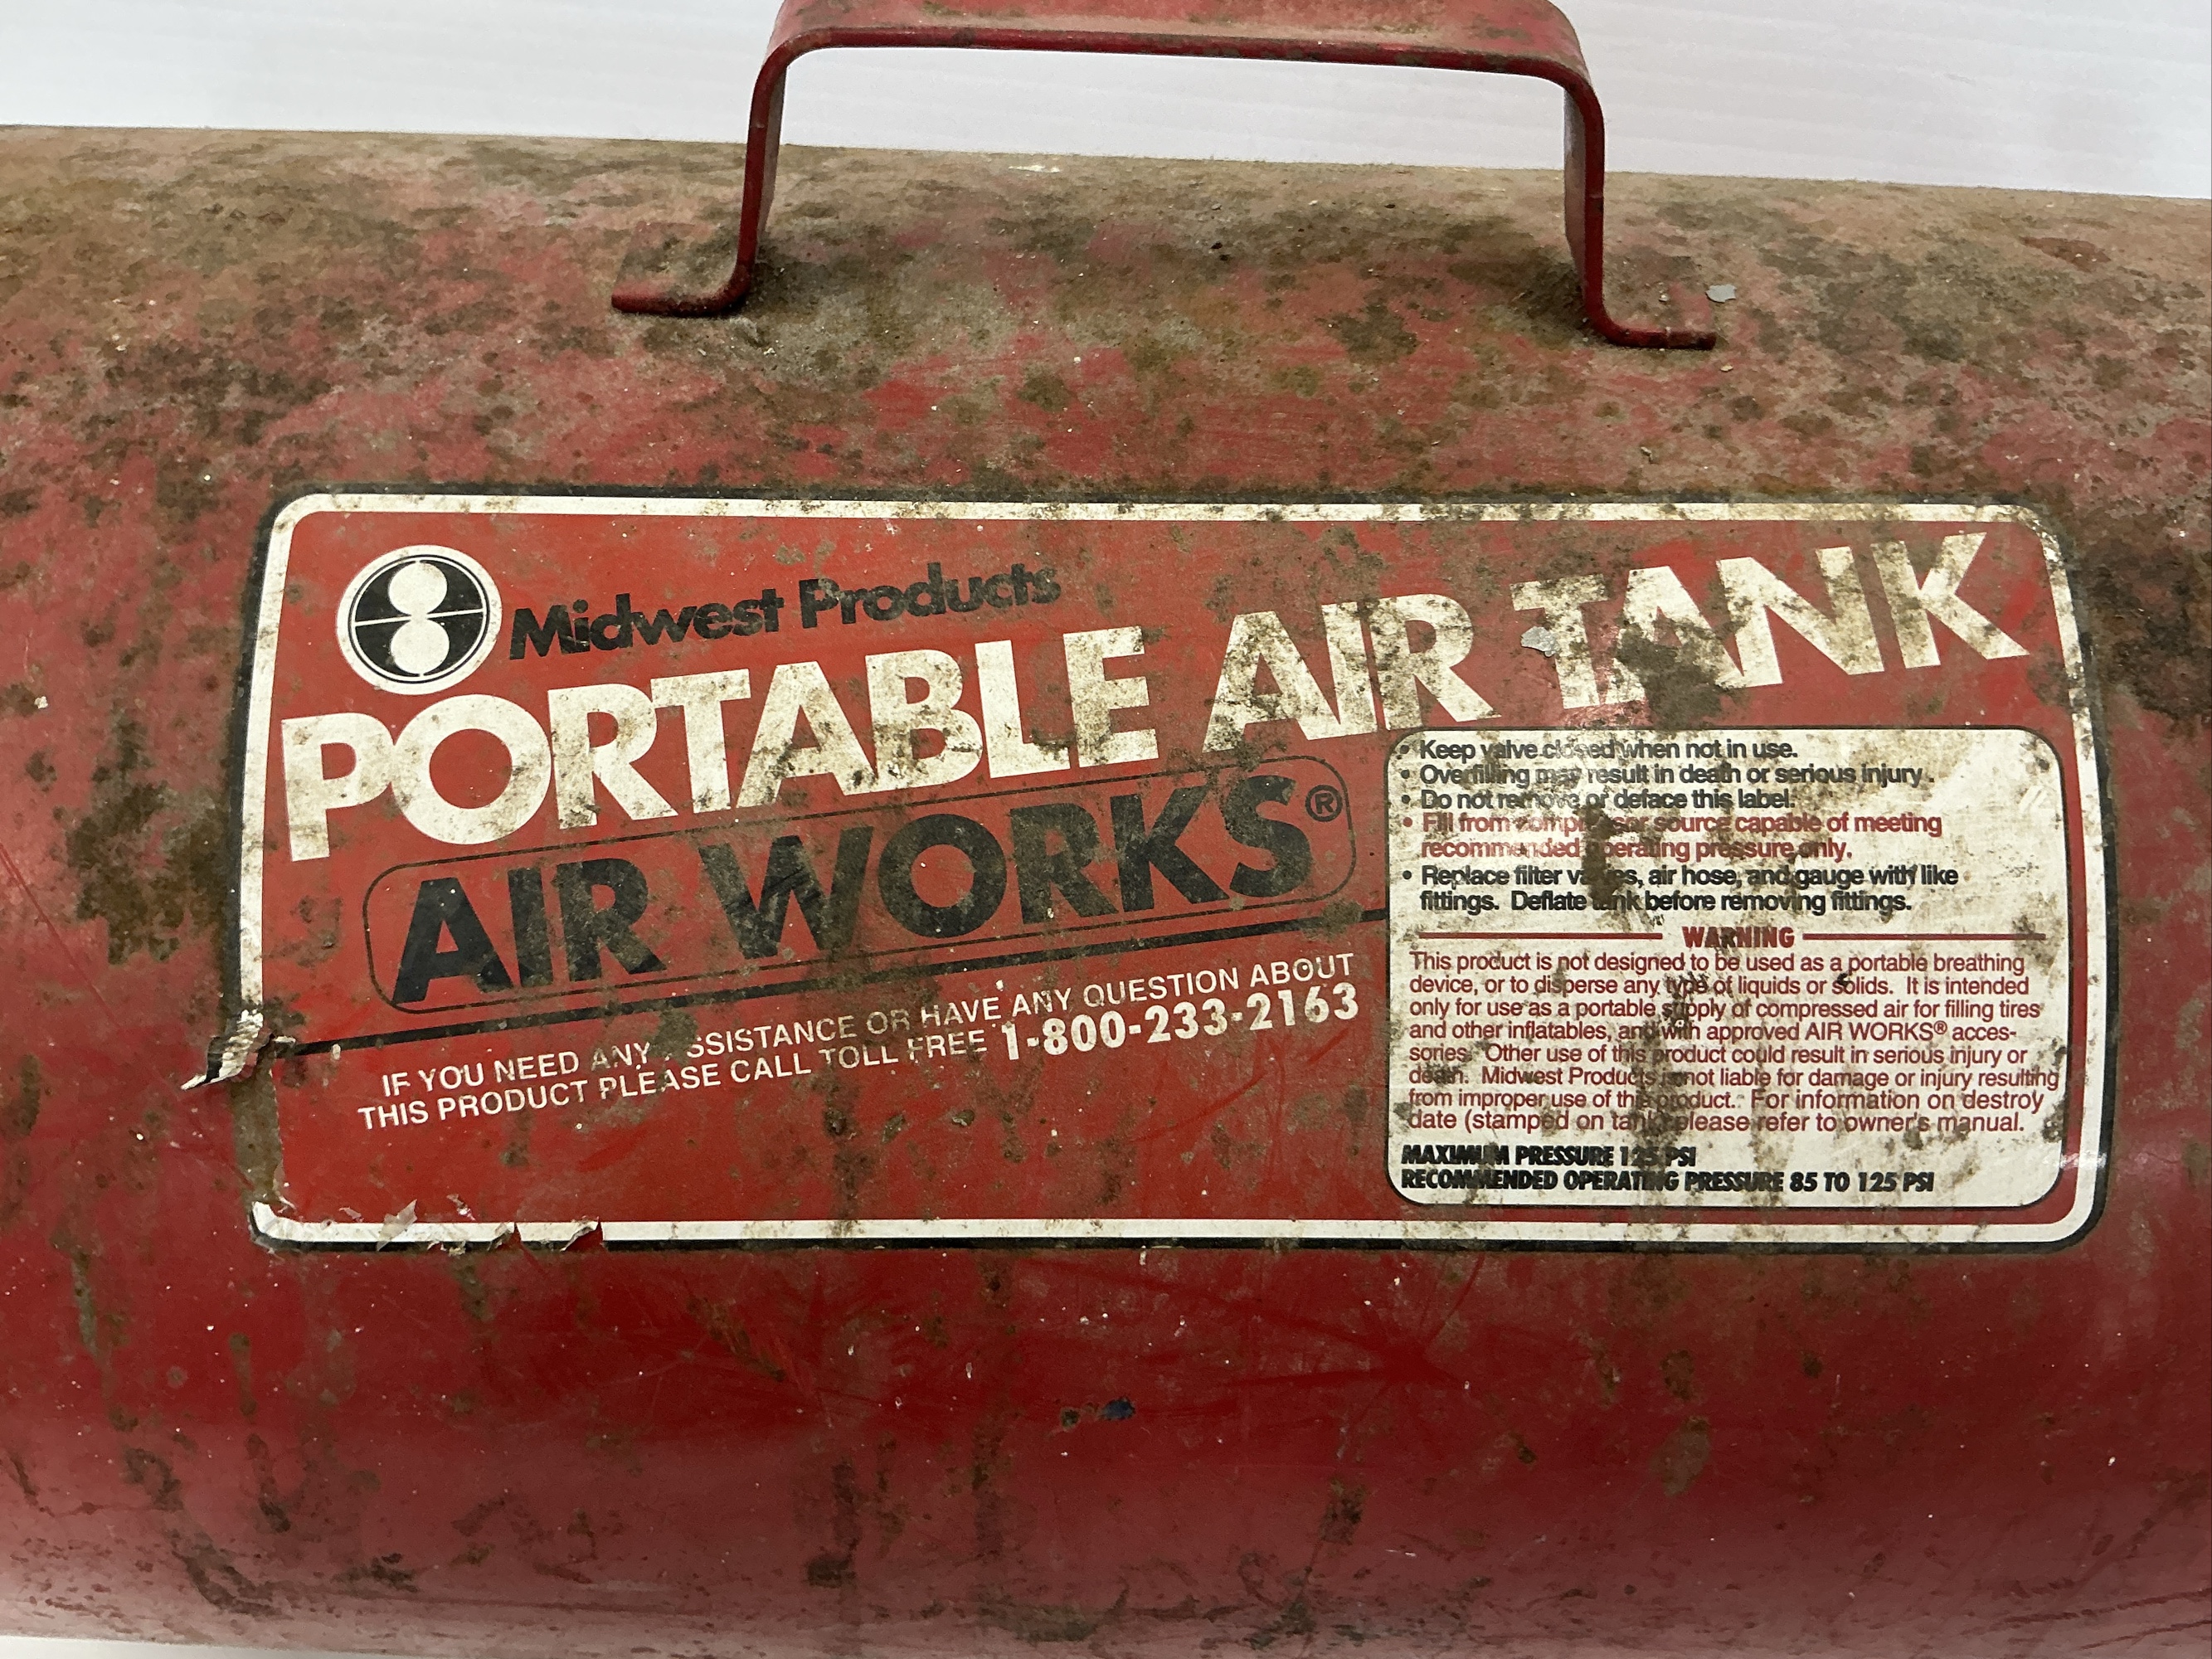 Midwest Products
PORTABLE AIR TANK
AIR WORKS®
IF YOU NEED ANY ASSISTANCE OR HAVE ANY QUESTION ABOUT
THIS PRODUCT PLEASE CALL TOLL FREE 1-800-233-2163
• Keep valve closed when not in use.
• Overfilling may result in death or serious injury.
• Do not remove or deface this label.
• Fill from compressor source capable of meeting
recommended operating pressure only.
• Replace filter valves, air hose, and gauge with like
fittings. Deflate tank before removing fittings.
WARNING
This product is not designed to be used as a portable breathing
device, or to disperse any type of liquids or solids. It is intended
only for use as a portable supply of compressed air for filling tires
and other inflatables, and with approved AIR WORKS® acces-
sories. Other use of this product could result in serious injury or
death. Midwest Products is not liable for damage or injury resulting
from improper use of this product. For information on destroy
date (stamped on tank) please refer to owner's manual.
MAXIMUM PRESSURE 125 PSI
RECOMMENDED OPERATING PRESSURE 85 TO 125 PSI